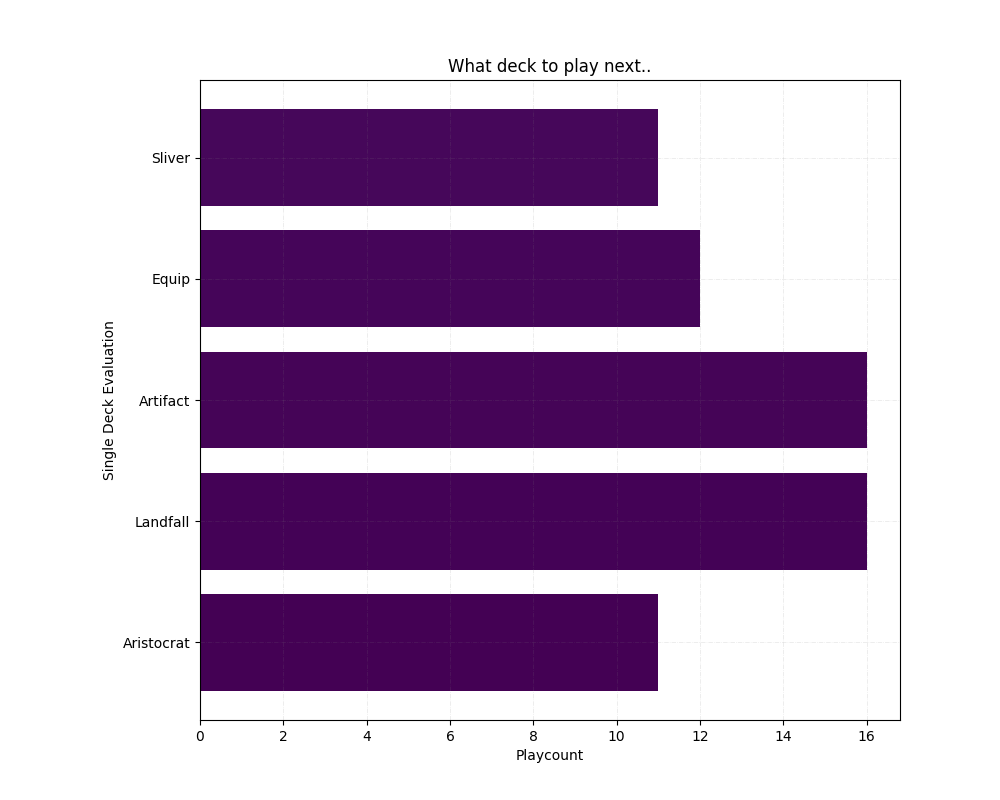 What deck to play next..
Single Deck Evaluation
Sliver
Equip
Artifact
Landfall
Aristocrat
0 2 4 6 8 10 12 14 16
Playcount